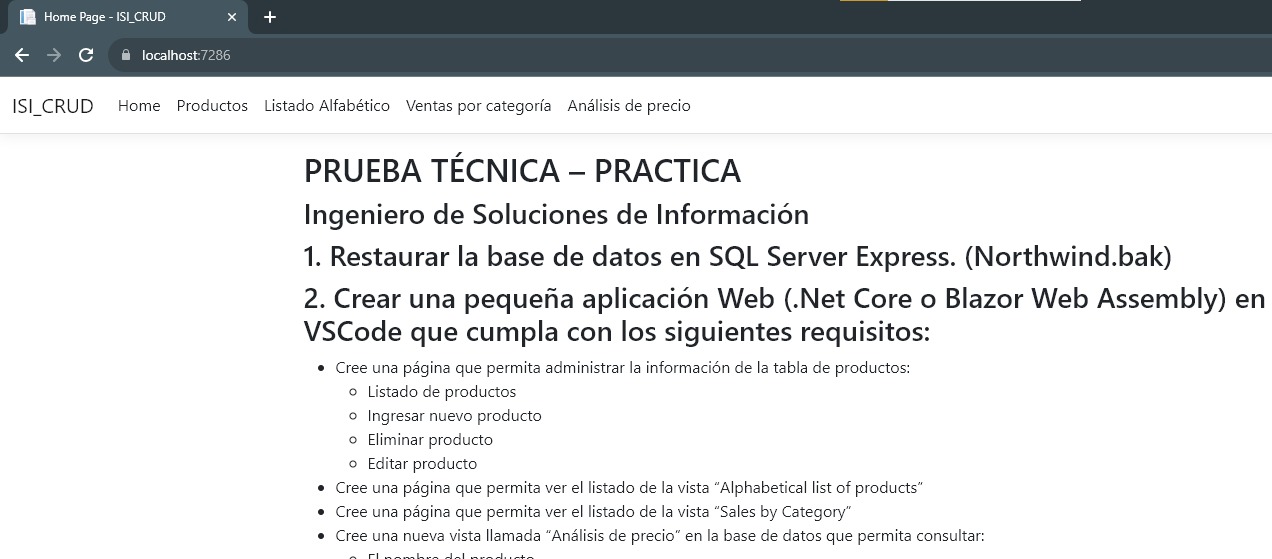 Home Page - ISI_CRUD
localhost:7286
ISI_CRUD Home Productos Listado Alfabético Ventas por categoría Análisis de precio
PRUEBA TÉCNICA – PRACTICA
Ingeniero de Soluciones de Información
1. Restaurar la base de datos en SQL Server Express. (Northwind.bak)
2. Crear una pequeña aplicación Web (.Net Core o Blazor Web Assembly) en
VSCode que cumpla con los siguientes requisitos:
Cree una página que permita administrar la información de la tabla de productos:
Listado de productos
Ingresar nuevo producto
Eliminar producto
Editar producto
Cree una página que permita ver el listado de la vista “Alphabetical list of products”
Cree una página que permita ver el listado de la vista “Sales by Category”
Cree una nueva vista llamada “Análisis de precio” en la base de datos que permita consultar:
El nombre del producto